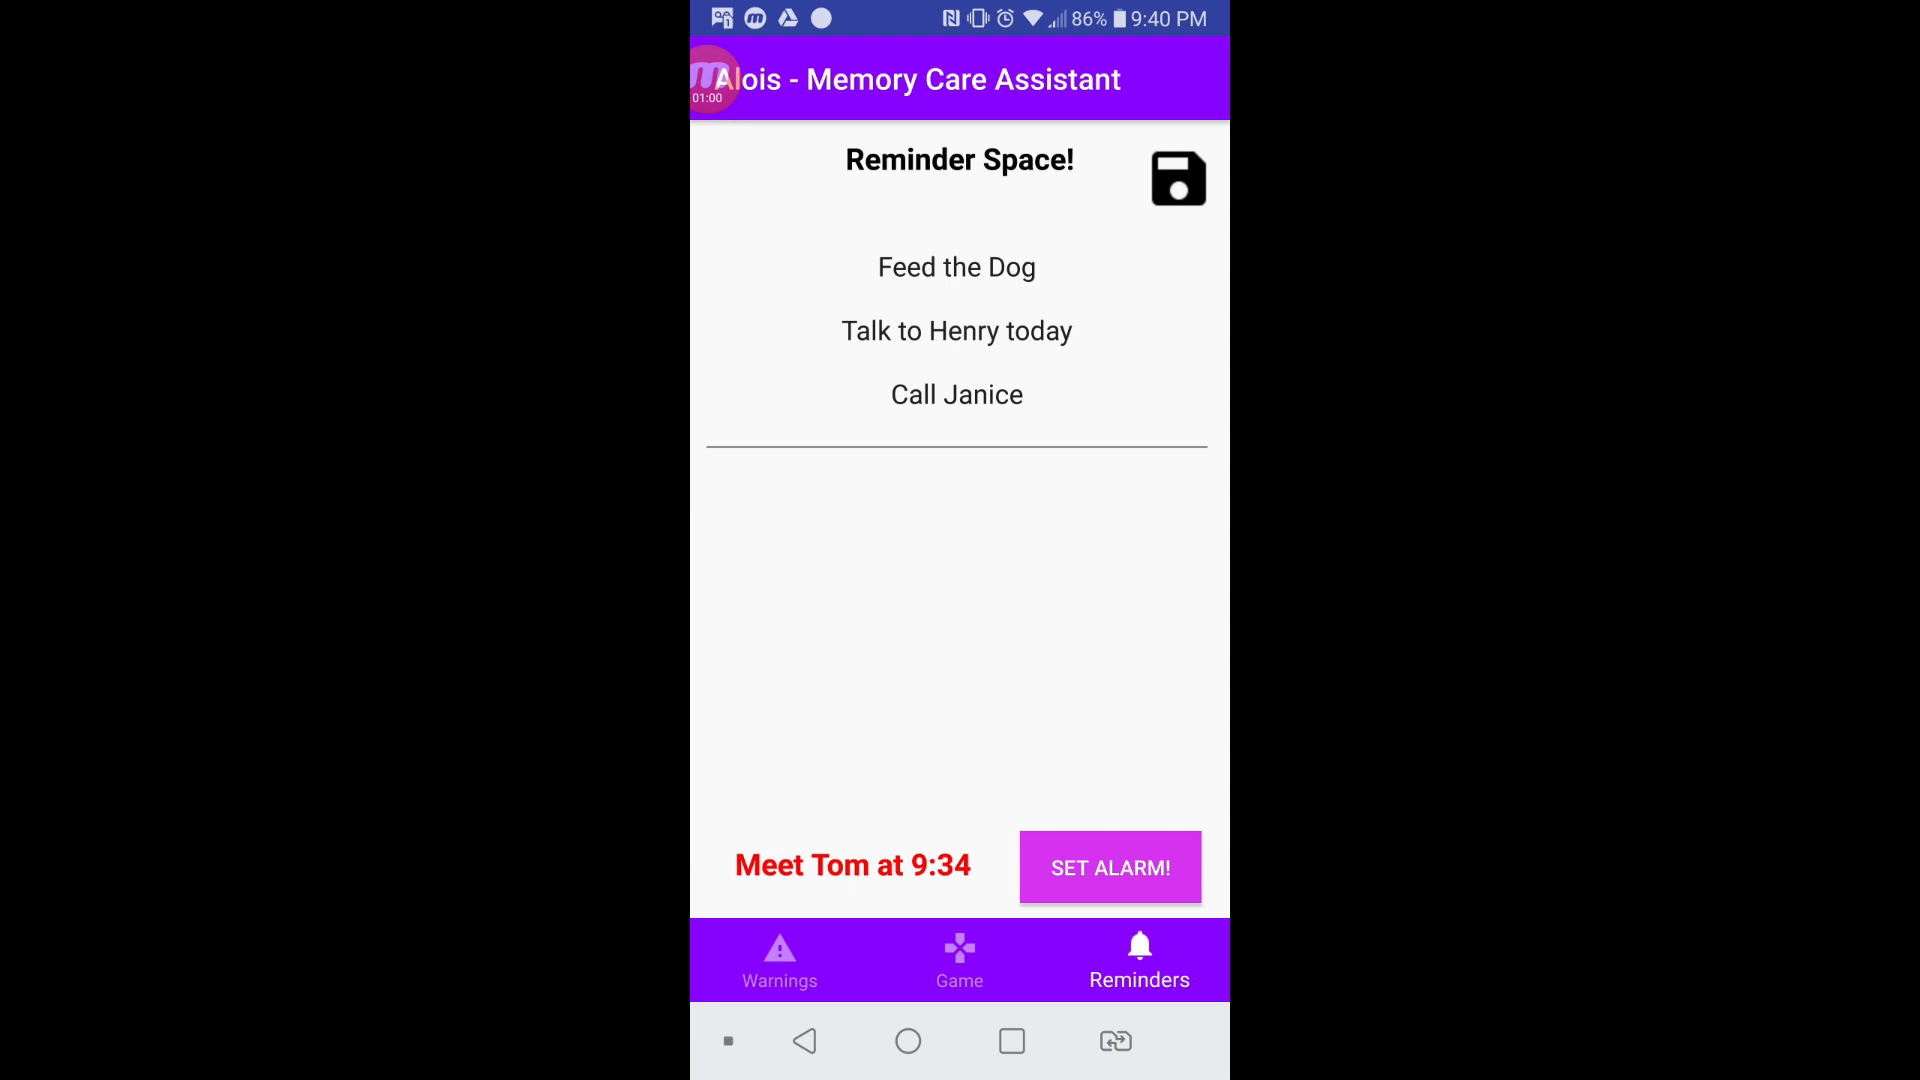 86% 9:40 PM
Alois - Memory Care Assistant
01:00
Reminder Space!
Feed the Dog
Talk to Henry today
Call Janice
Meet Tom at 9:34
SET ALARM!
Warnings
Game
Reminders